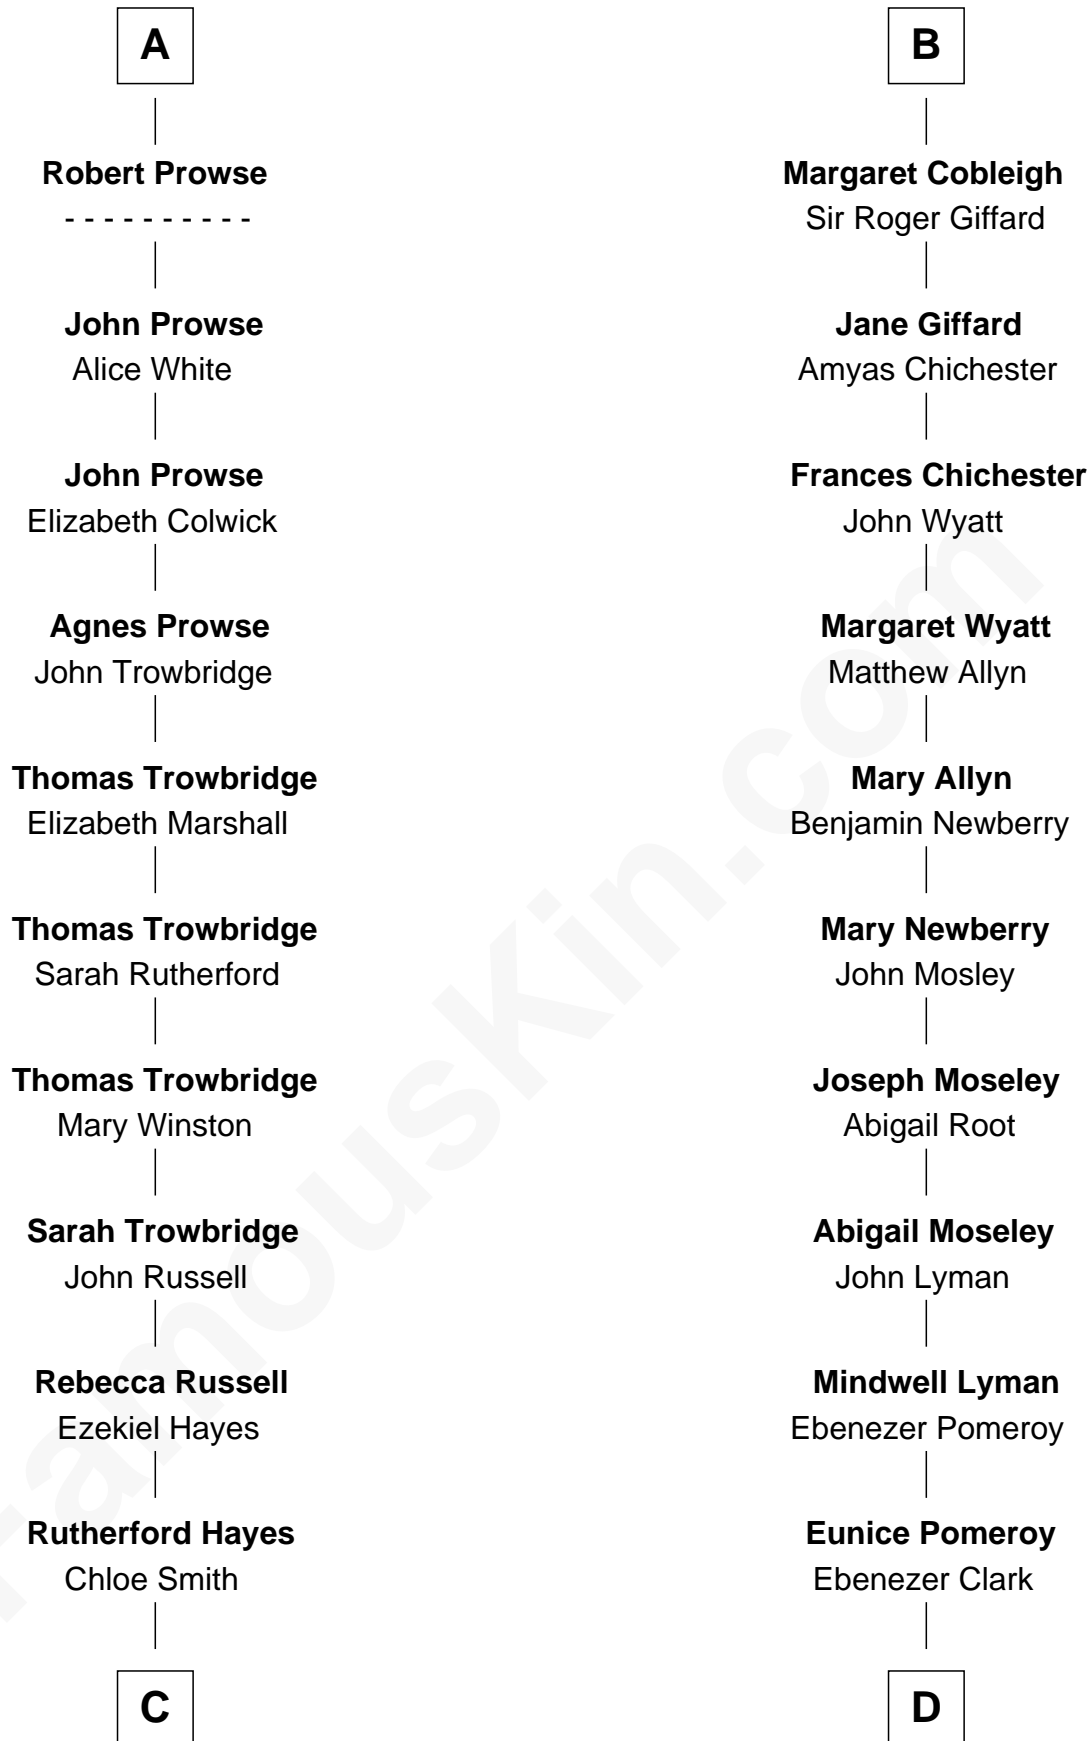 A
Robert Prowse
- - - - - - - - - -
John Prowse
Alice White
John Prowse
Elizabeth Colwick
Agnes Prowse
John Trowbridge
Thomas Trowbridge
Elizabeth Marshall
Thomas Trowbridge
Sarah Rutherford
Thomas Trowbridge
Mary Winston
Sarah Trowbridge
John Russell
Rebecca Russell
Ezekiel Hayes
Rutherford Hayes
Chloe Smith
C
B
Margaret Cobleigh
Sir Roger Giffard
Jane Giffard
Amyas Chichester
Frances Chichester
John Wyatt
Margaret Wyatt
Matthew Allyn
Mary Allyn
Benjamin Newberry
Mary Newberry
John Mosley
Joseph Moseley
Abigail Root
Abigail Moseley
John Lyman
Mindwell Lyman
Ebenezer Pomeroy
Eunice Pomeroy
Ebenezer Clark
D
FamousKin.com